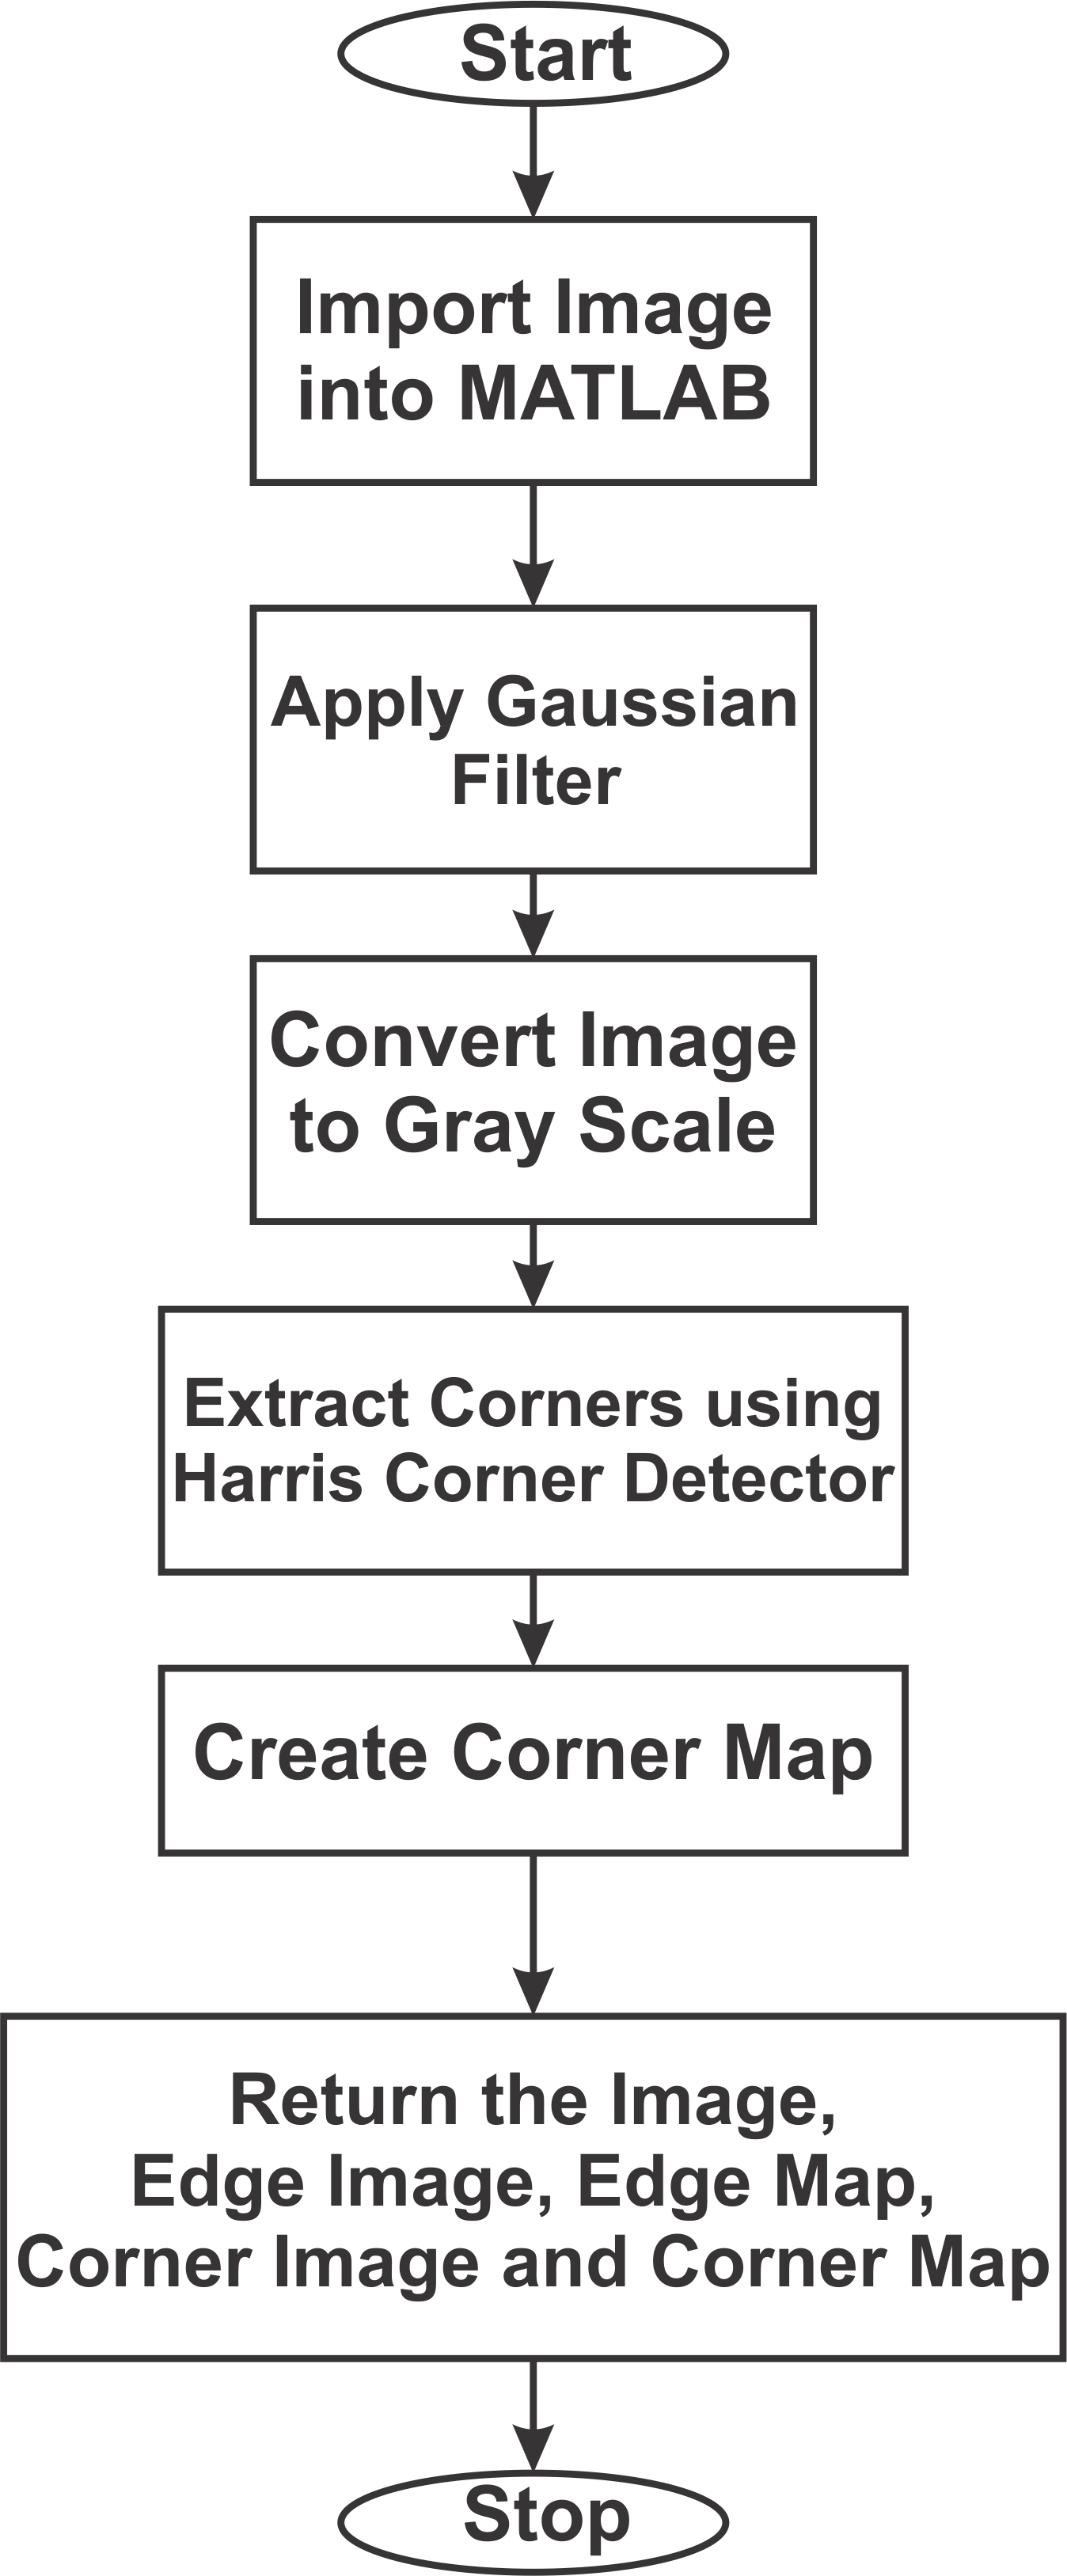 Start
Import Image
into MATLAB
Apply Gaussian
Filter
Convert Image
to Gray Scale
Extract Corners using
Harris Corner Detector
Create Corner Map
Return the Image,
Edge Image, Edge Map,
Corner Image and Corner Map
Stop